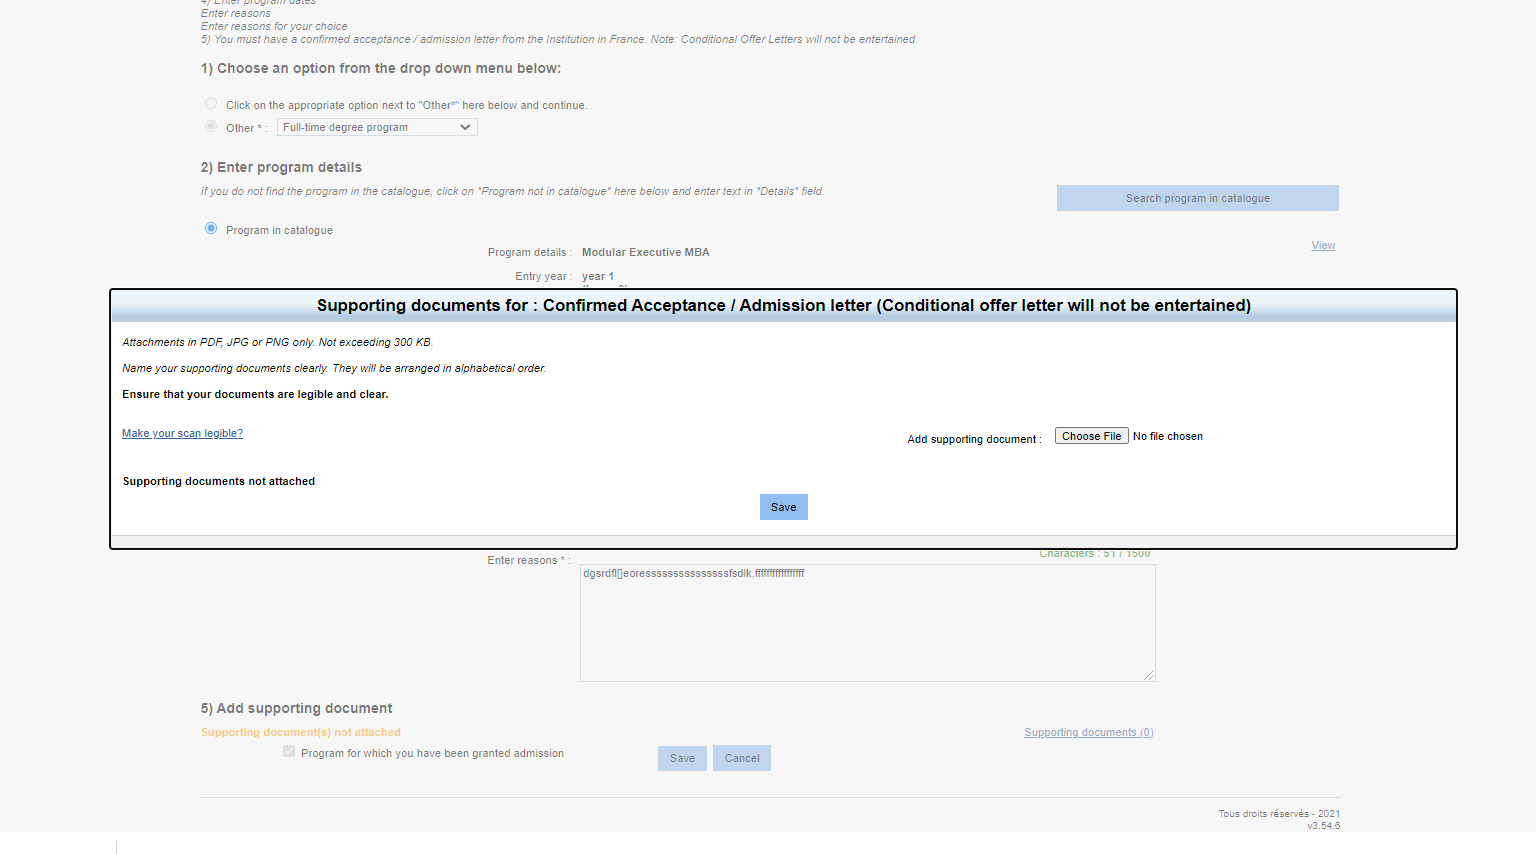 4) Enter program dates
Enter reasons
Enter reasons for your choice
5) You must have a confirmed acceptance / admission letter from the Institution in France. Note: Conditional Offer Letters will not be entertained.
1) Choose an option from the drop down menu below:
Click on the appropriate option next to "Other*" here below and continue.
Other * : Full-time degree program
2) Enter program details
If you do not find the program in the catalogue, click on "Program not in catalogue" here below and enter text in "Details" field.
Search program in catalogue
Program in catalogue
View
Program details : Modular Executive MBA
Entry year : year 1
Supporting documents for : Confirmed Acceptance / Admission letter (Conditional offer letter will not be entertained)
Attachments in PDF, JPG or PNG only. Not exceeding 300 KB.
Name your supporting documents clearly. They will be arranged in alphabetical order.
Ensure that your documents are legible and clear.
Make your scan legible?
Add supporting document : Choose File No file chosen
Supporting documents not attached
Save
Characters : 51 / 1500
Enter reasons * :
5) Add supporting document
Supporting document(s) not attached
Supporting documents (0)
Program for which you have been granted admission
Save Cancel
Tous droits réservés - 2021
v3.54.6